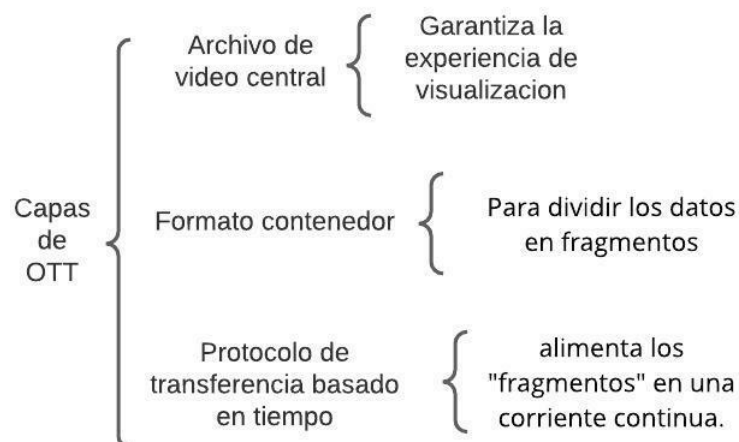 Capas
de
OTT
Archivo de
video central
Garantiza la
experiencia de
visualizacion
Formato contenedor
Para dividir los datos
en fragmentos
Protocolo de
transferencia basado
en tiempo
alimenta los
"fragmentos" en una
corriente continua.